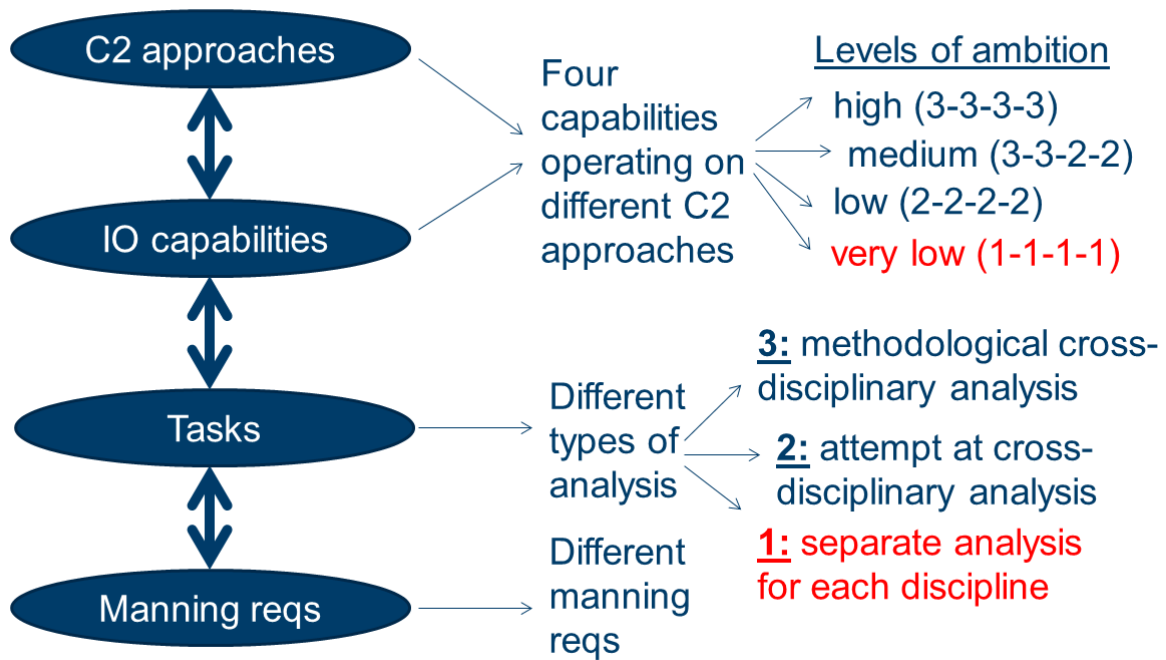 C2 approaches
IO capabilities
Tasks
Manning reqs
Four
capabilities
operating on
different C2
approaches
Levels of ambition
high (3-3-3-3)
medium (3-3-2-2)
low (2-2-2-2)
very low (1-1-1-1)
Different
types of
analysis
3: methodological cross-
disciplinary analysis
2: attempt at cross-
disciplinary analysis
1: separate analysis
for each discipline
Different
manning
reqs